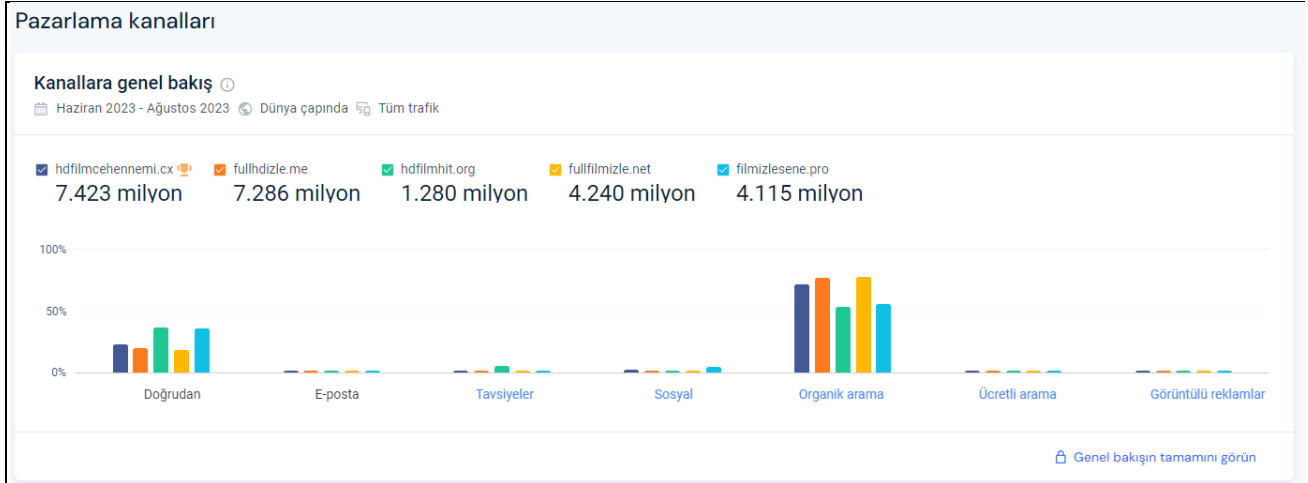 Pazarlama kanalları
Kanallara genel bakış
Haziran 2023 - Ağustos 2023 Dünya çapında Tüm trafik
hdfilmcehennemi.cx fullhdizle.me hdfilmhit.org fullfilmizle.net filmizlesene.pro
7.423 milyon 7.286 milyon 1.280 milyon 4.240 milyon 4.115 milyon
100%
50%
0%
Doğrudan E-posta Tavsiyeler Sosyal Organik arama Ücretli arama Görüntülü reklamlar
Genel bakışın tamamını görün